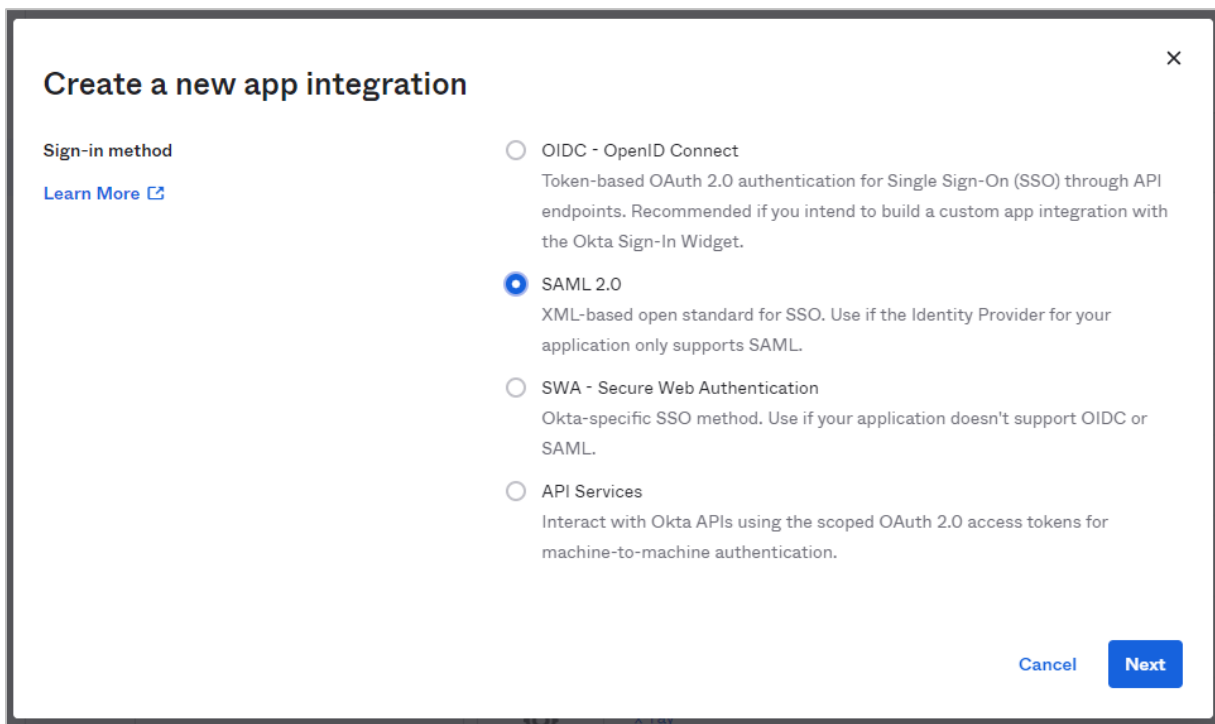 Create a new app integration
Sign-in method
Learn More
OIDC - OpenID Connect
Token-based OAuth 2.0 authentication for Single Sign-On (SSO) through API
endpoints. Recommended if you intend to build a custom app integration with
the Okta Sign-In Widget.
SAML 2.0
XML-based open standard for SSO. Use if the Identity Provider for your
application only supports SAML.
SWA - Secure Web Authentication
Okta-specific SSO method. Use if your application doesn't support OIDC or
SAML.
API Services
Interact with Okta APIs using the scoped OAuth 2.0 access tokens for
machine-to-machine authentication.
Cancel
Next